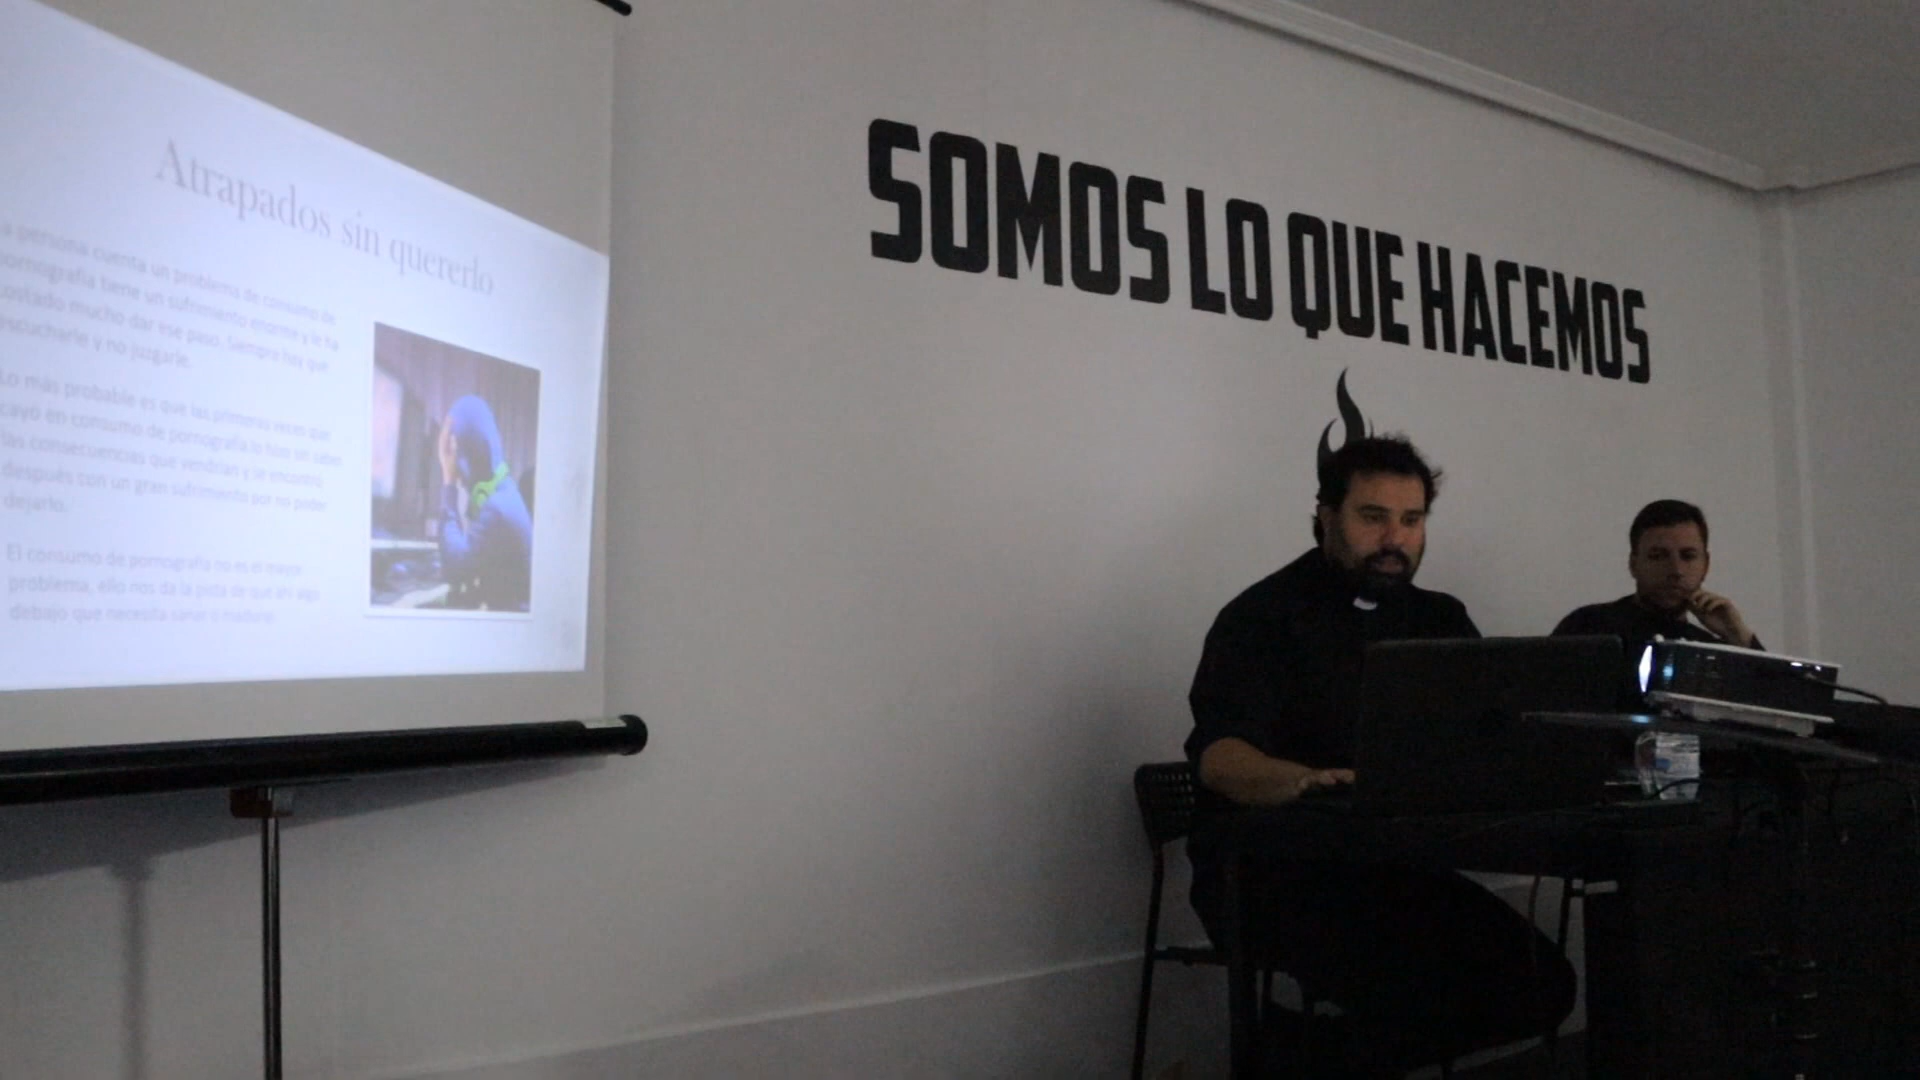 Atrapados sin quererlo
a persona cuenta un problema de consumo de
pornografía tiene un sufrimiento enorme y le ha
costado mucho dar ese paso. Siempre hay que
escucharle y no juzgarle.
Lo más probable es que las primeras veces que
cayó en consumo de pornografía lo hizo sin saber
las consecuencias que vendrían y se encontró
después con un gran sufrimiento por no poder
dejarlo.
El consumo de pornografía no es el mayor
problema, ello nos da la pista de que ahí algo
debajo que necesita sanar o madurar
SOMOS LO QUE HACEMOS